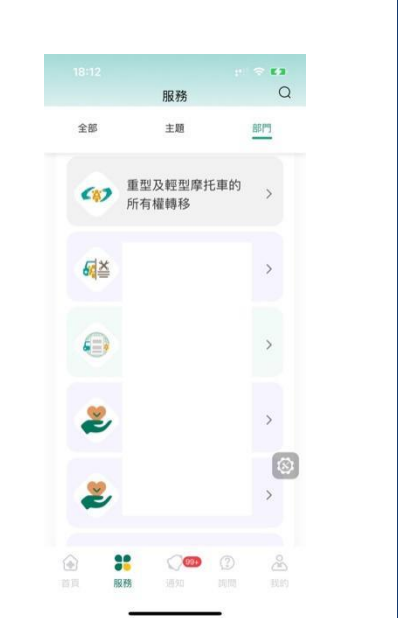 18:12
服務
全部
主題
部門
重型及輕型摩托車的
所有權轉移
99+
首頁
服務
通知
詢問
我的